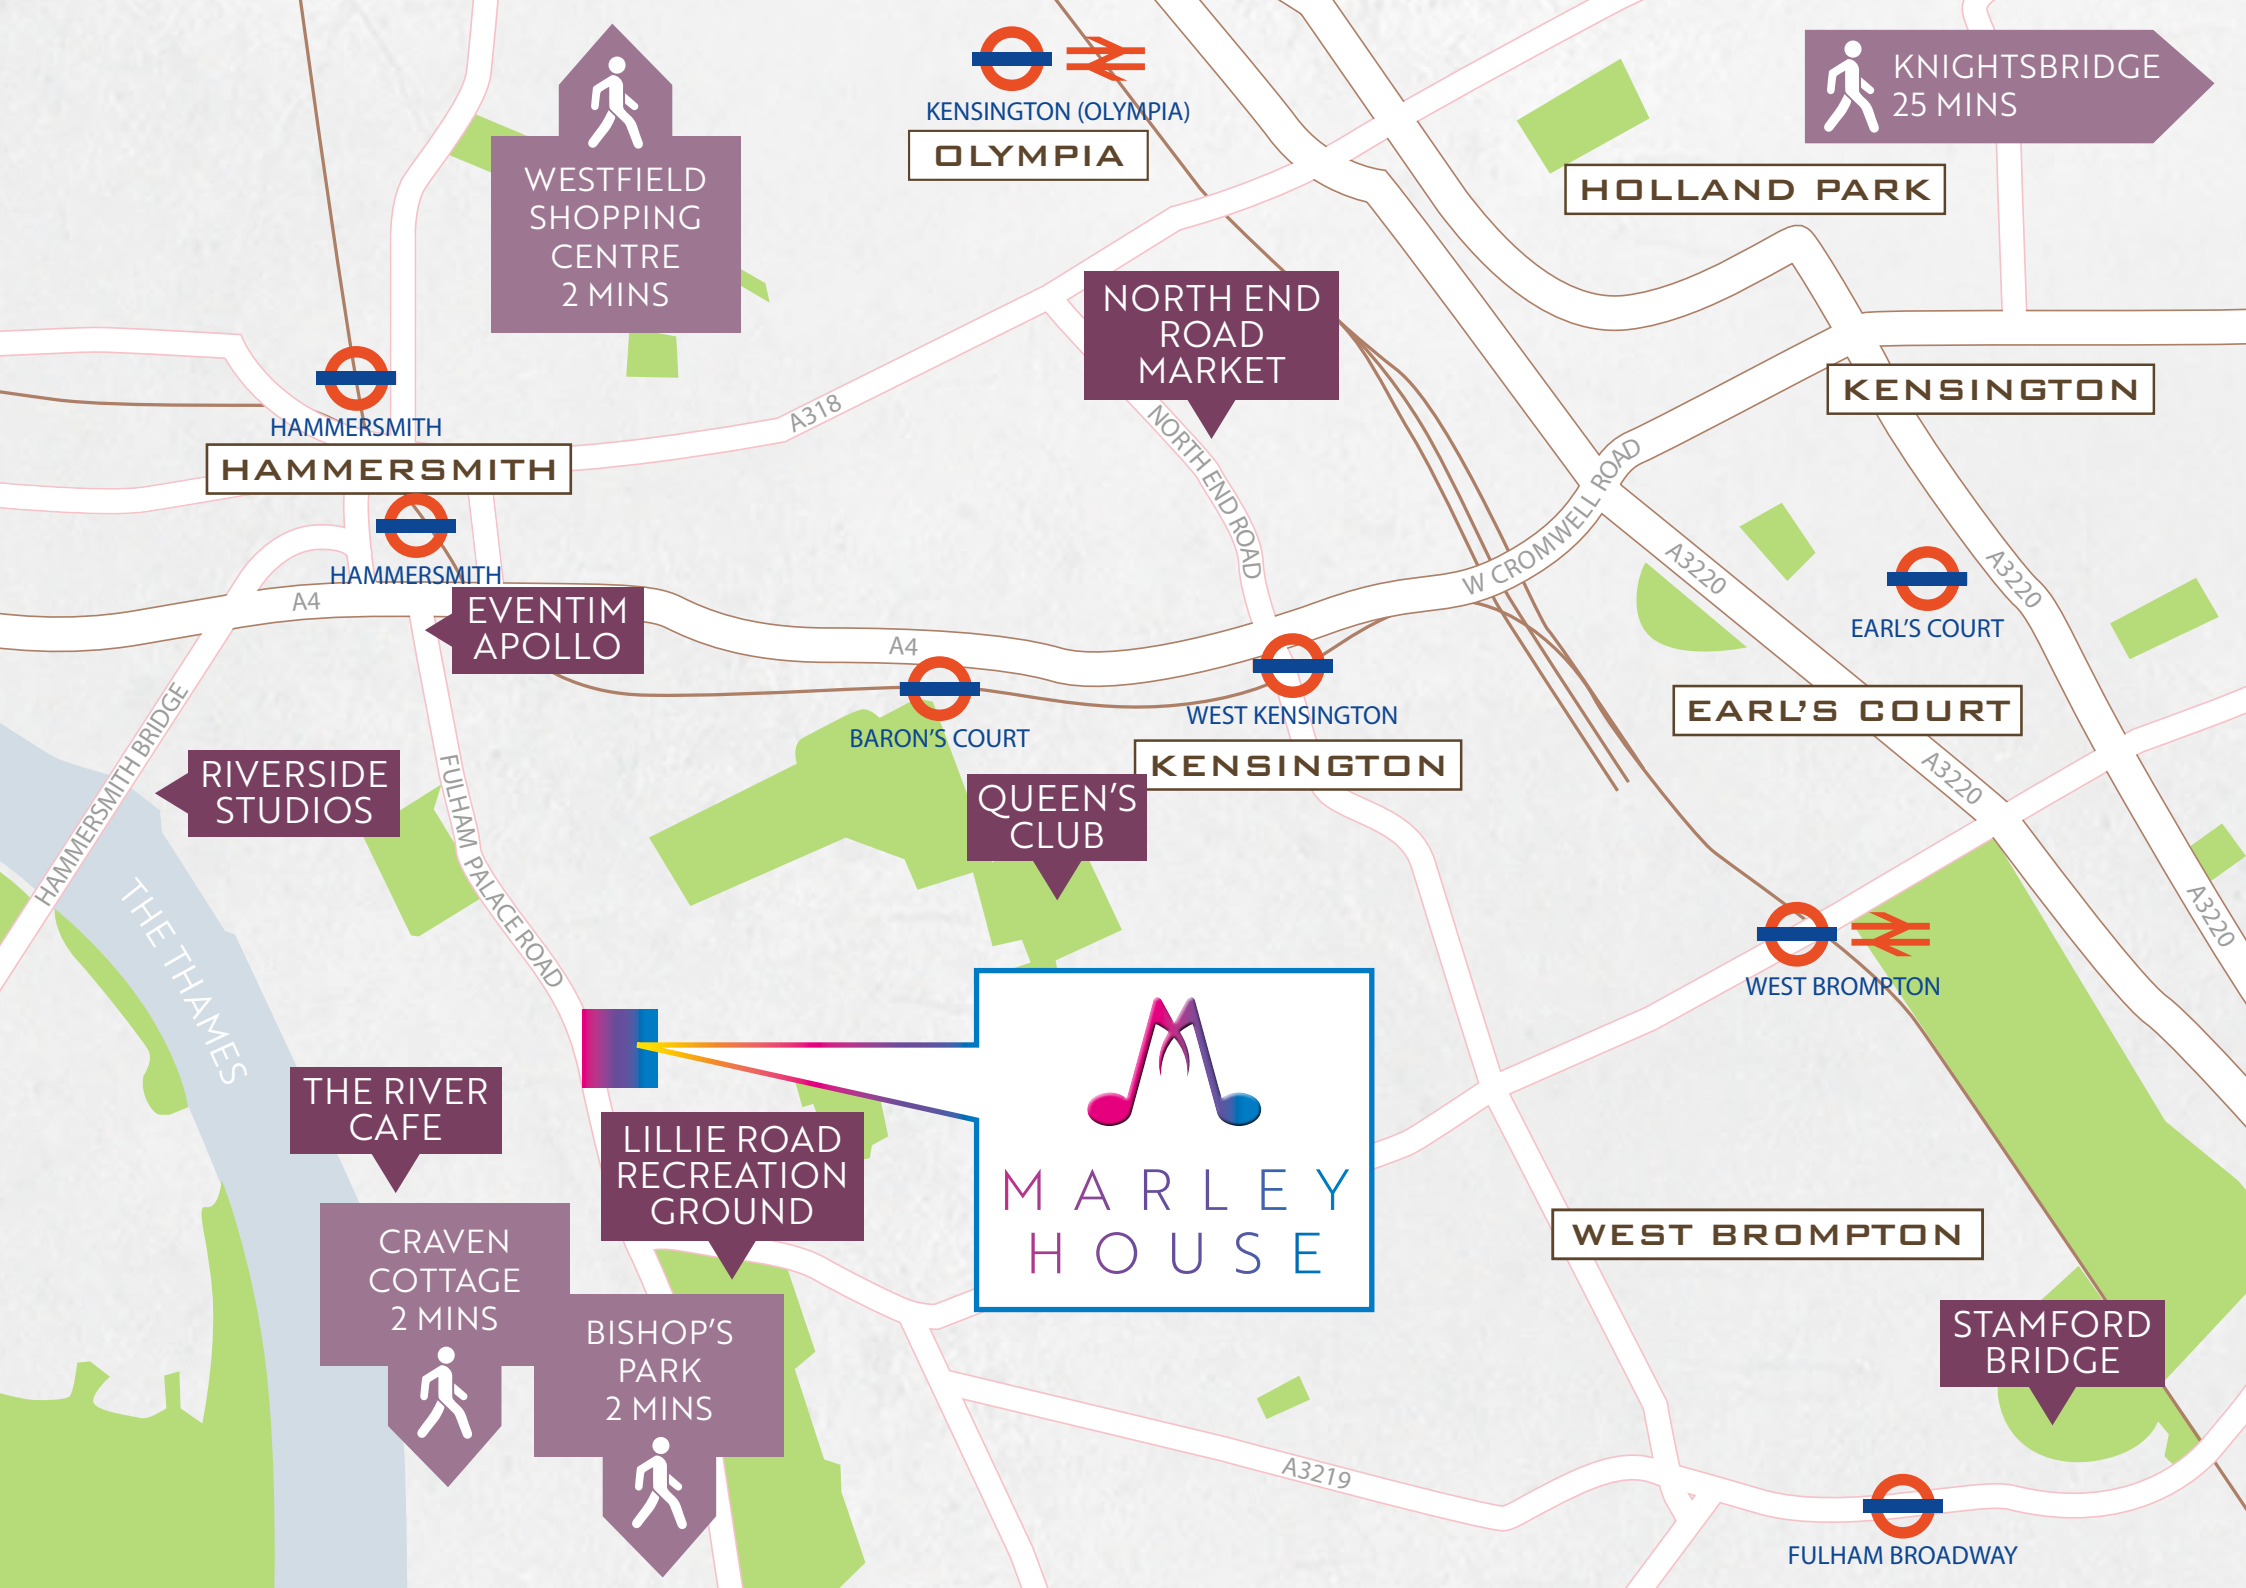 KNIGHTSBRIDGE
25 MINS
KENSINGTON (OLYMPIA)
OLYMPIA
WESTFIELD
SHOPPING
CENTRE
2 MINS
HOLLAND PARK
NORTH END
ROAD
MARKET
KENSINGTON
A318
HAMMERSMITH
HAMMERSMITH
NORTH END ROAD
W CROMWELL ROAD
HAMMERSMITH
A4
EVENTIM
APOLLO
A4
A3220
A3220
EARL'S COURT
EARL'S COURT
WEST KENSINGTON
BARON'S COURT
KENSINGTON
HAMMERSMITH BRIDGE
RIVERSIDE
STUDIOS
FULHAM PALACE ROAD
QUEEN'S
CLUB
A3220
A3220
THE THAMES
WEST BROMPTON
THE RIVER
CAFE
LILLIE ROAD
RECREATION
GROUND
MARLEY
HOUSE
WEST BROMPTON
CRAVEN
COTTAGE
2 MINS
BISHOP'S
PARK
2 MINS
STAMFORD
BRIDGE
A3219
FULHAM BROADWAY